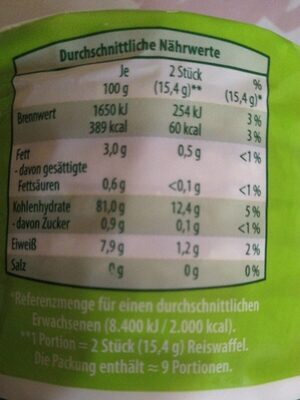 Durchschnittliche Nährwerte
Je 2 Stück %
100 g (15,4 g)** (15,4 g)*
Brennwert 1650 kJ 254 kJ 3%
389 kcal 60 kcal 3%
Fett 3,0 g 0,5 g <1%
- davon gesättigte
Fettsäuren 0,6 g <0,1 g <1%
Kohlenhydrate 81,0 g 12,4 g 5%
- davon Zucker 0,9 g 0,1 g <1%
Eiweiß 7,9 g 1,2 g 2%
Salz 0 g 0 g 0%
*Referenzmenge für einen durchschnittlichen
Erwachsenen (8.400 kJ / 2.000 kcal).
**1 Portion = 2 Stück (15,4 g) Reiswaffel.
Die Packung enthält ≈ 9 Portionen.